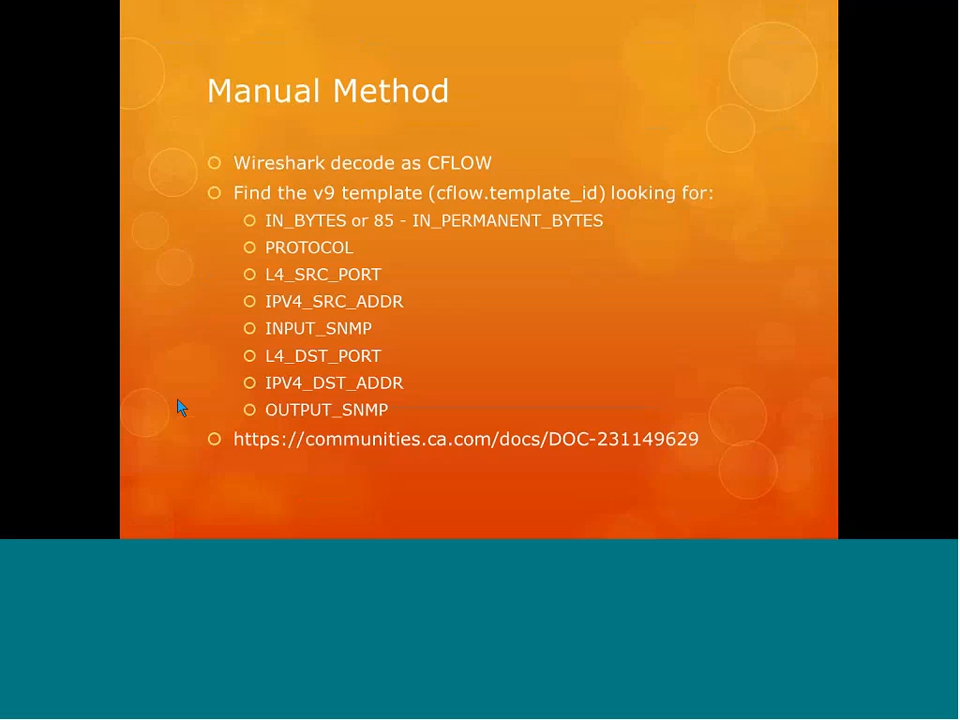 Manual Method
Wireshark decode as CFLOW
Find the v9 template (cflow.template_id) looking for:
IN_BYTES or 85 - IN_PERMANENT_BYTES
PROTOCOL
L4_SRC_PORT
IPV4_SRC_ADDR
INPUT_SNMP
L4_DST_PORT
IPV4_DST_ADDR
OUTPUT_SNMP
https://communities.ca.com/docs/DOC-231149629